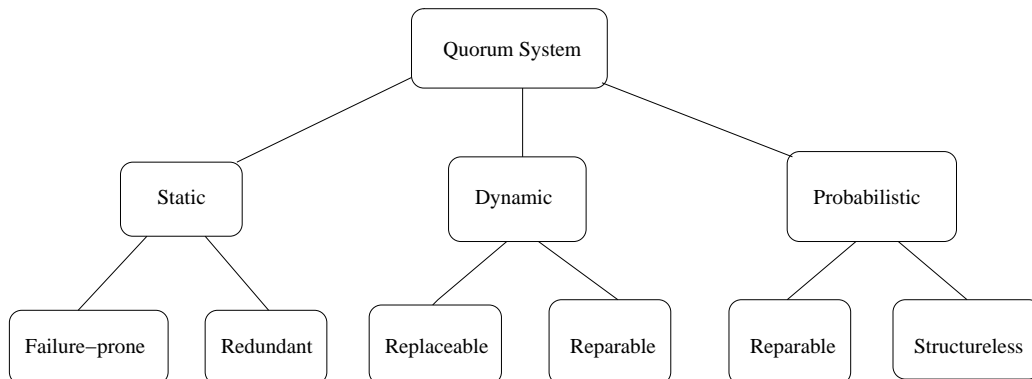 Quorum System
Static
Dynamic
Probabilistic
Failure−prone
Redundant
Replaceable
Reparable
Reparable
Structureless